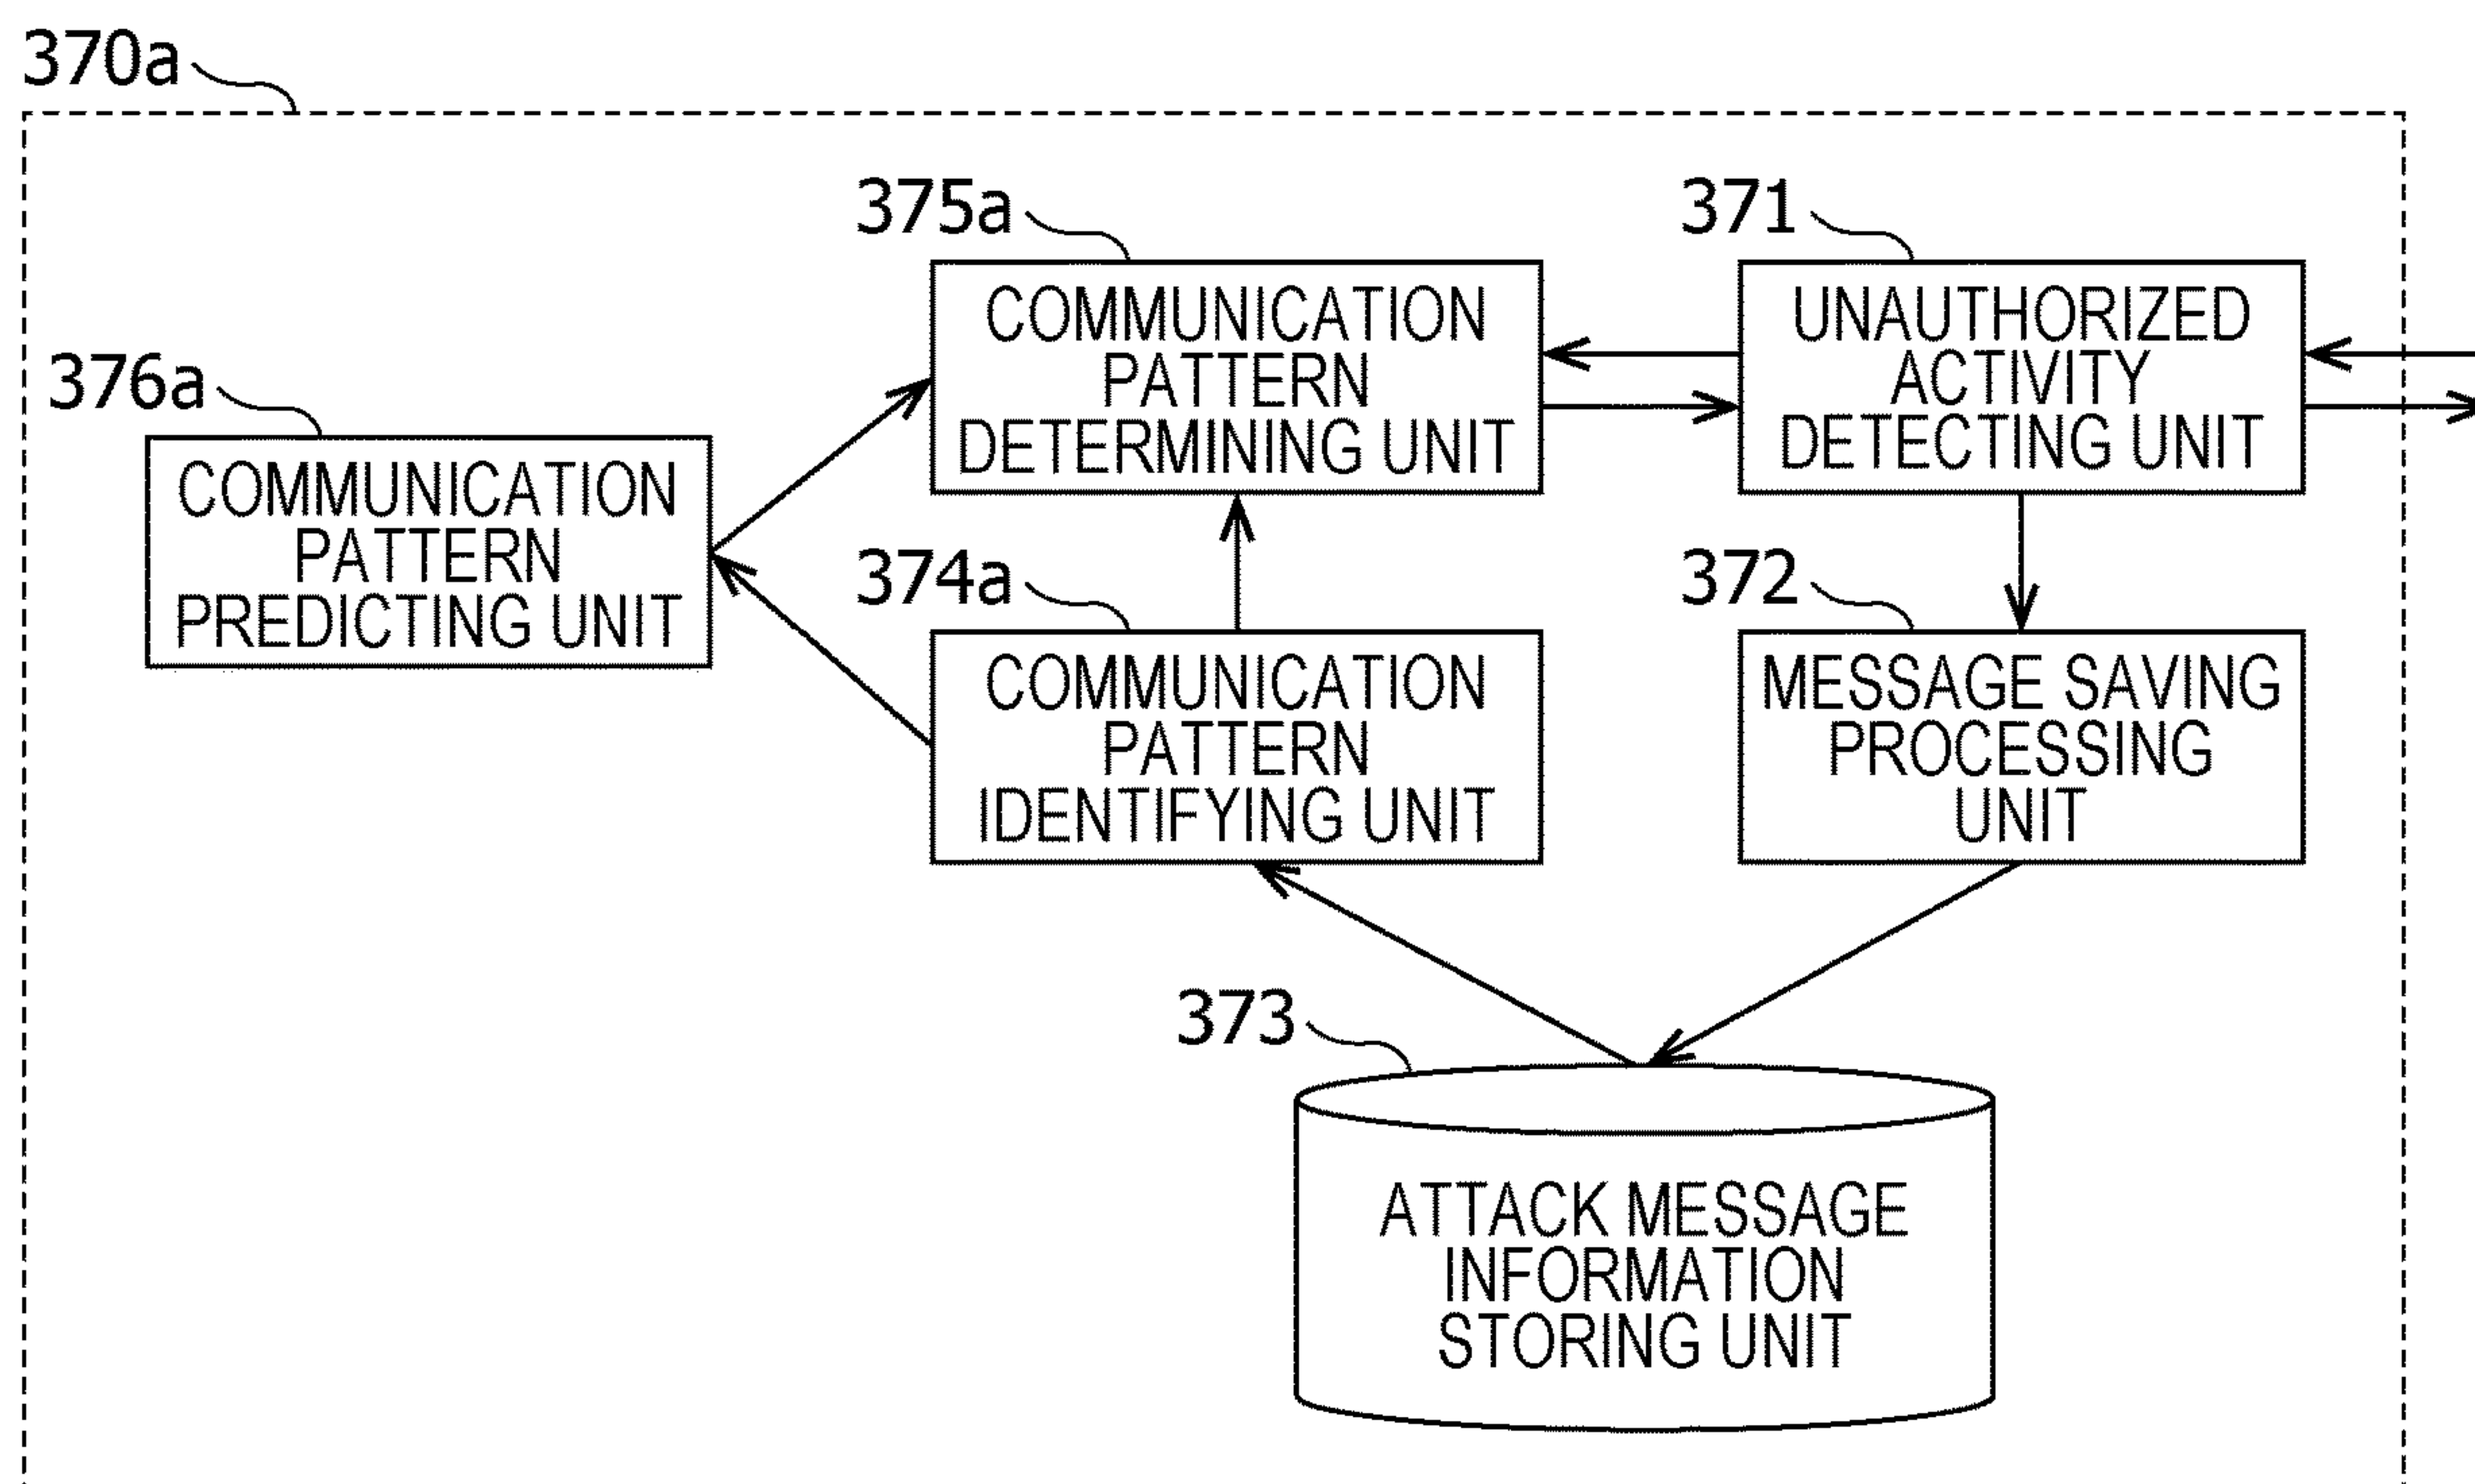 370a
375a
COMMUNICATION
PATTERN
DETERMINING UNIT
371
UNAUTHORIZED
ACTIVITY
DETECTING UNIT
376a
COMMUNICATION
PATTERN
PREDICTING UNIT
374a
COMMUNICATION
PATTERN
IDENTIFYING UNIT
372
MESSAGE SAVING
PROCESSING
UNIT
373
ATTACK MESSAGE
INFORMATION
STORING UNIT